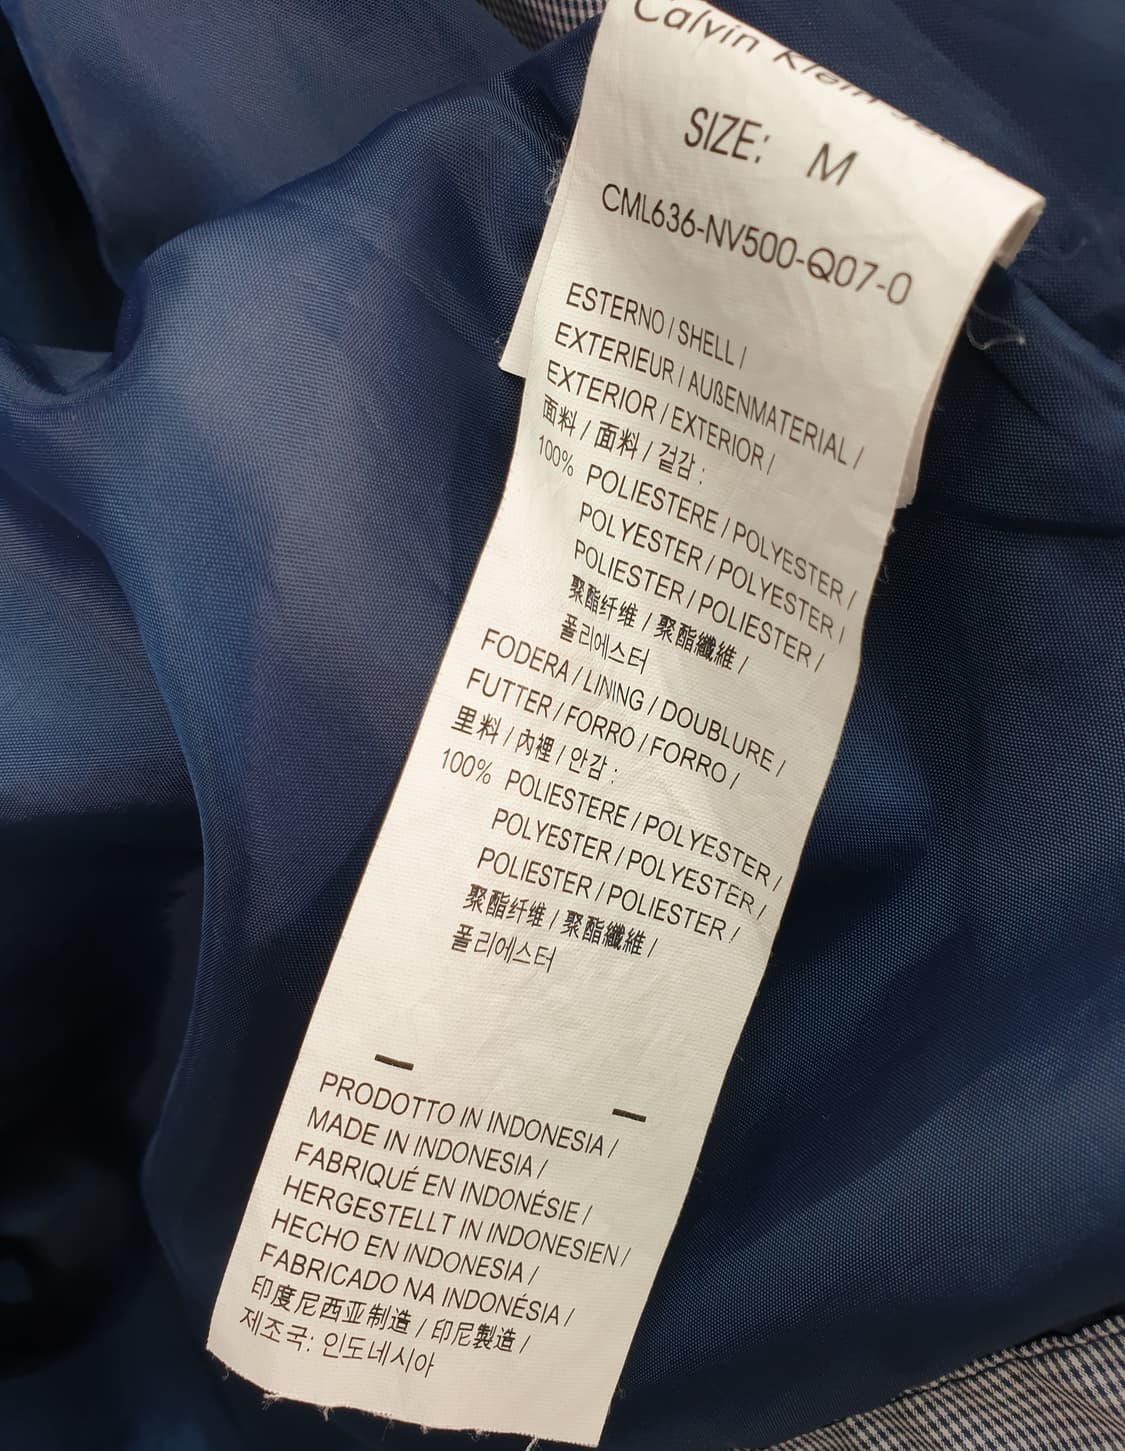 Calvin Klein Jeans
SIZE: M
CML636-NV500-Q07-0
ESTERNO / SHELL /
EXTERIEUR / AUßENMATERIAL /
EXTERIOR / EXTERIOR /
面料 / 面料 / 겉감 :
100% POLIESTERE / POLYESTER /
POLYESTER / POLYESTER /
POLIESTER / POLIESTER /
聚酯纤维 / 聚酯纖維 /
폴리에스터
FODERA / LINING / DOUBLURE /
FUTTER / FORRO / FORRO /
里料 / 內裡 / 안감 :
100% POLIESTERE / POLYESTER /
POLYESTER / POLYESTER /
POLIESTER / POLIESTER /
聚酯纤维 / 聚酯纖維 /
폴리에스터
PRODOTTO IN INDONESIA /
MADE IN INDONESIA /
FABRIQUÉ EN INDONÉSIE /
HERGESTELLT IN INDONESIEN /
HECHO EN INDONESIA /
FABRICADO NA INDONÉSIA /
印度尼西亚制造 / 印尼製造 /
제조국: 인도네시아